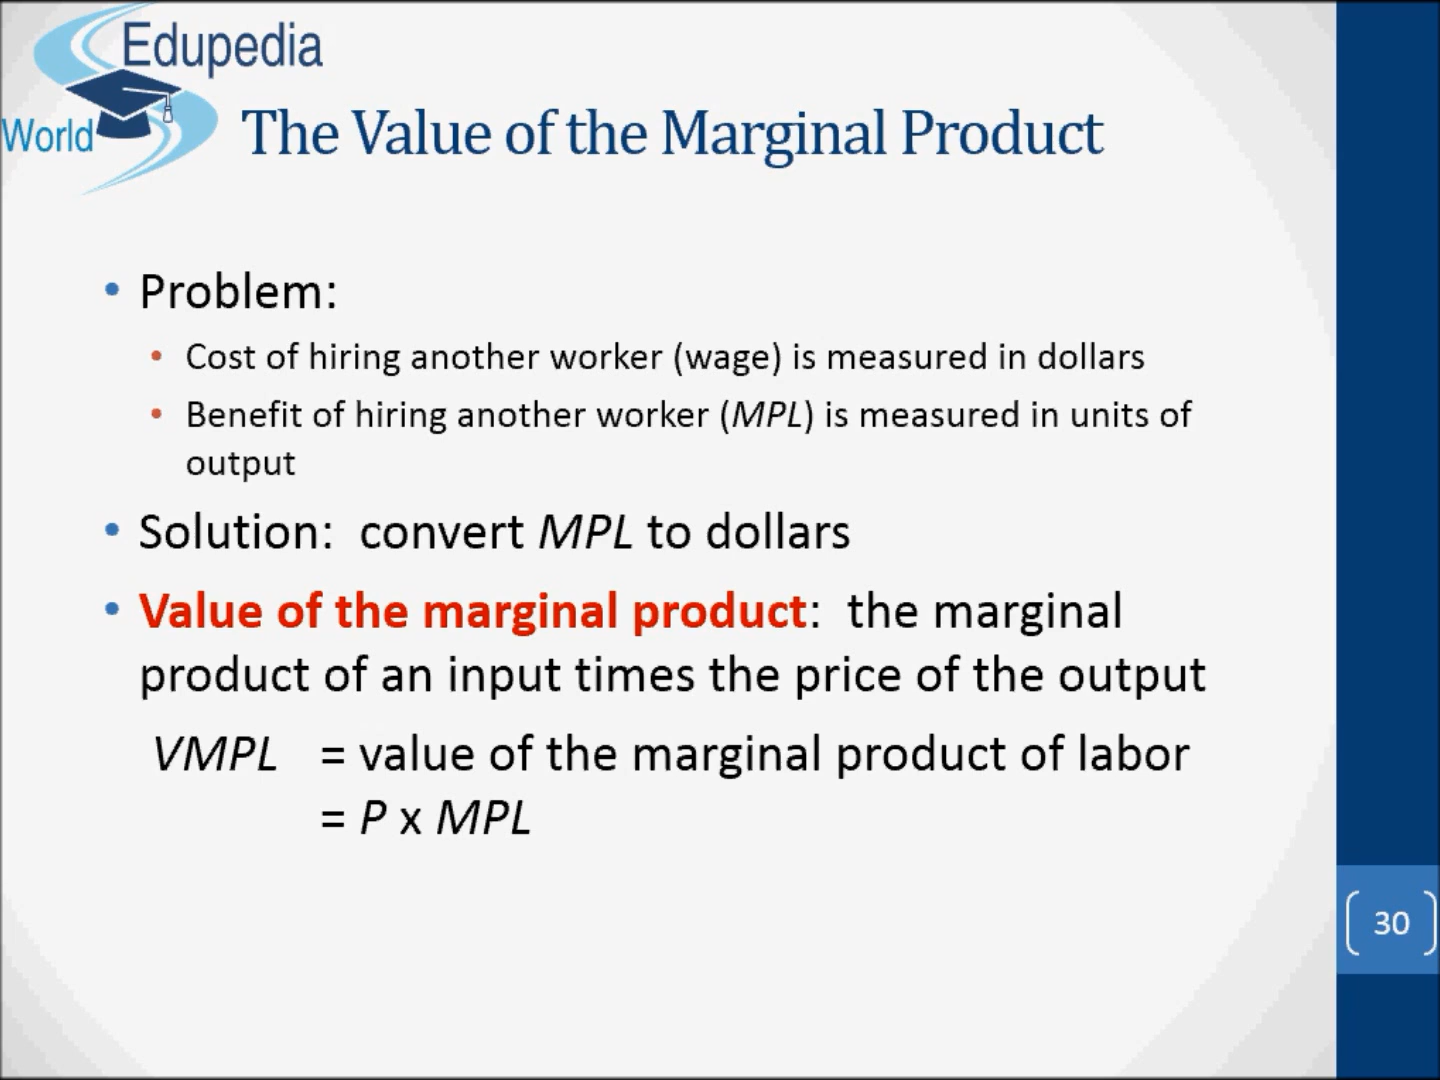 Edupedia
World
The Value of the Marginal Product
• Problem:
• Cost of hiring another worker (wage) is measured in dollars
• Benefit of hiring another worker (MPL) is measured in units of
output
• Solution: convert MPL to dollars
• Value of the marginal product: the marginal
product of an input times the price of the output
VMPL = value of the marginal product of labor
= P x MPL
30